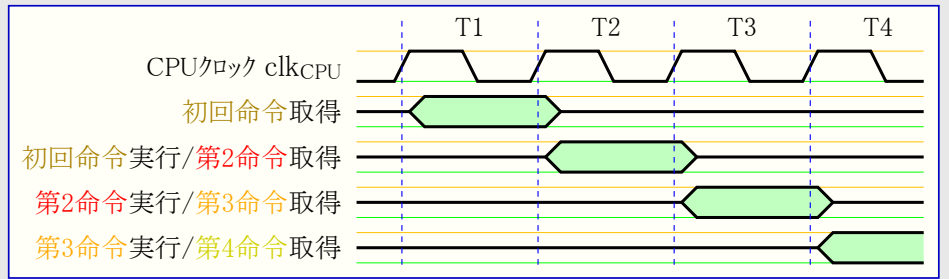 T1 T2 T3 T4
CPUｸﾛｯｸ clkCPU
初回命令取得
初回命令実行/第2命令取得
第2命令実行/第3命令取得
第3命令実行/第4命令取得